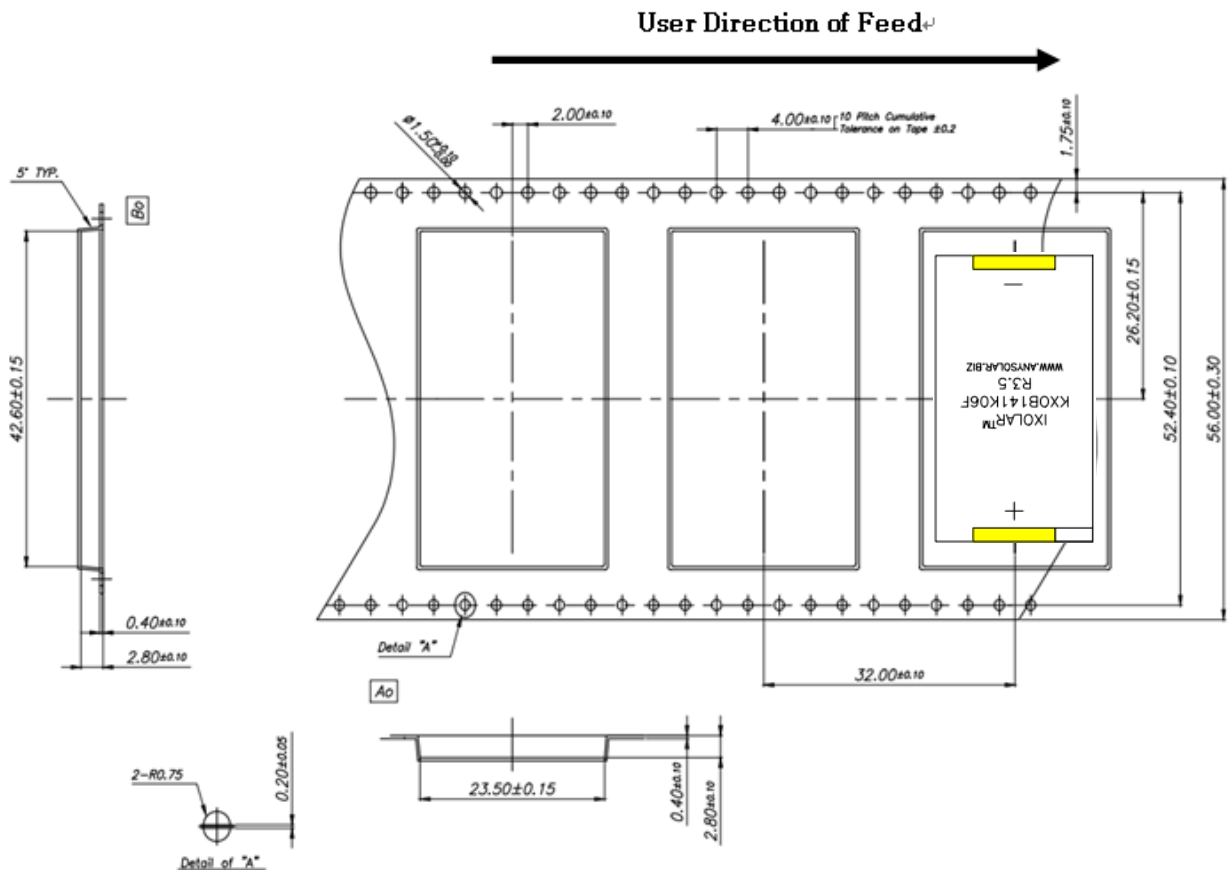 User Direction of Feed↵
2.00±0.10
4.00±0.10 10 Pitch Cumulative
Tolerance on Tape ±0.2
1.75±0.10
5° TYP.
Bo
42.60±0.15
26.20±0.15
52.40±0.10
56.00±0.30
−
WWW.ANYSOLAR.BIZ
R3.5
KXOB141K06F
IXOLAR™
+
0.40±0.10
2.80±0.10
Detail "A"
32.00±0.10
Ao
23.50±0.15
0.40±0.10
2.80±0.10
2-R0.75
0.20±0.05
Detail of "A"